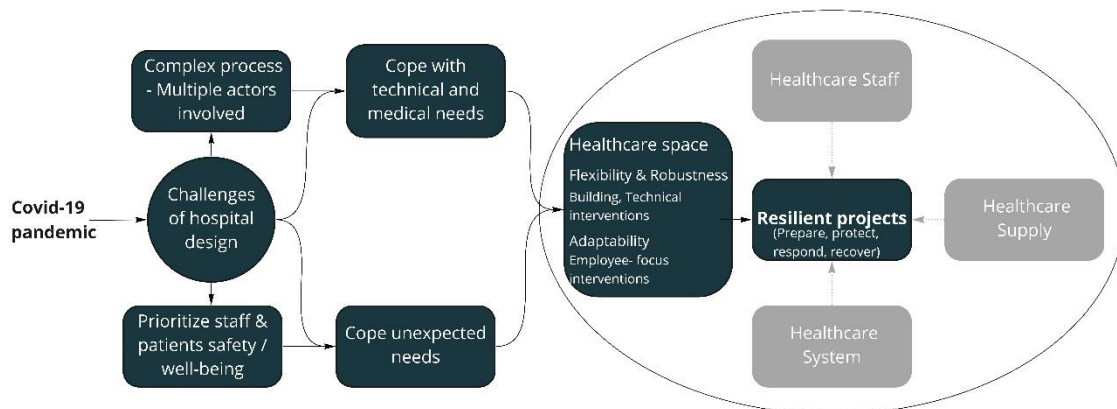 Complex process
- Multiple actors
involved
Cope with
technical and
medical needs
Healthcare Staff
Covid-19
pandemic
Challenges
of hospital
design
Healthcare space
Flexibility & Robustness
Building, Technical
interventions
Adaptability
Employee- focus
interventions
Resilient projects
(Prepare, protect,
respond, recover)
Healthcare
Supply
Prioritize staff &
patients safety /
well-being
Cope unexpected
needs
Healthcare
System